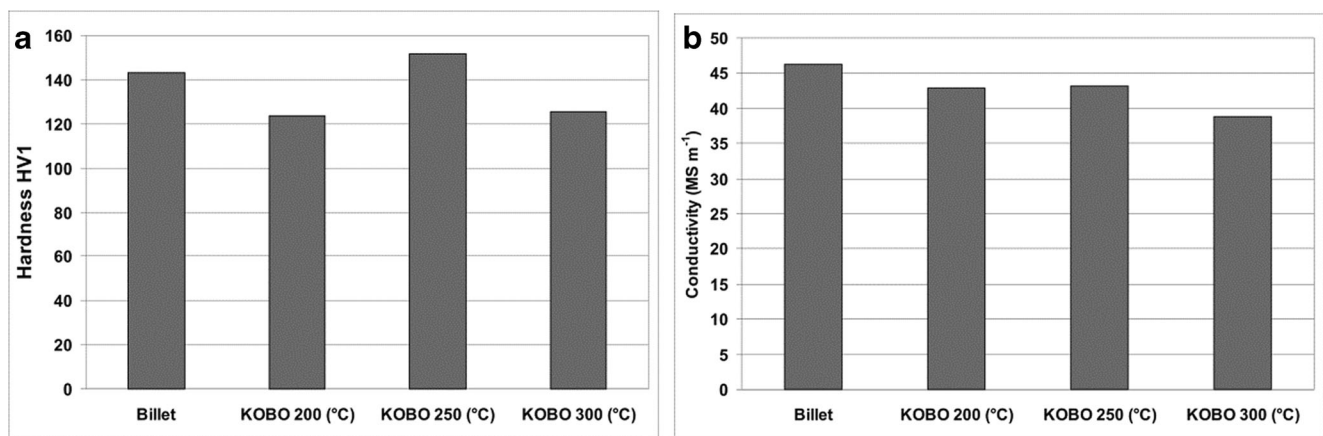 a
Hardness HV1
160
140
120
100
80
60
40
20
0
Billet
KOBO 200 (°C)
KOBO 250 (°C)
KOBO 300 (°C)
b
Conductivity (MS m⁻¹)
50
45
40
35
30
25
20
15
10
5
0
Billet
KOBO 200 (°C)
KOBO 250 (°C)
KOBO 300 (°C)